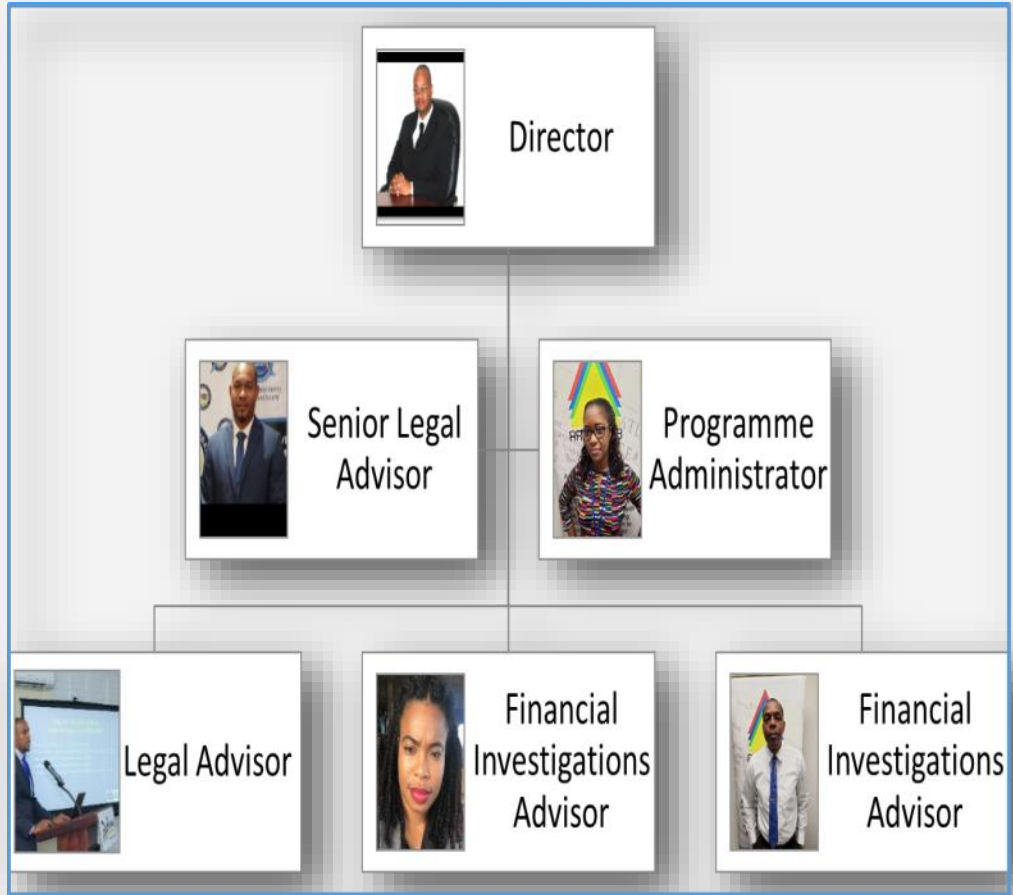 Director
Senior Legal
Advisor
Programme
Administrator
Legal Advisor
Financial
Investigations
Advisor
Financial
Investigations
Advisor